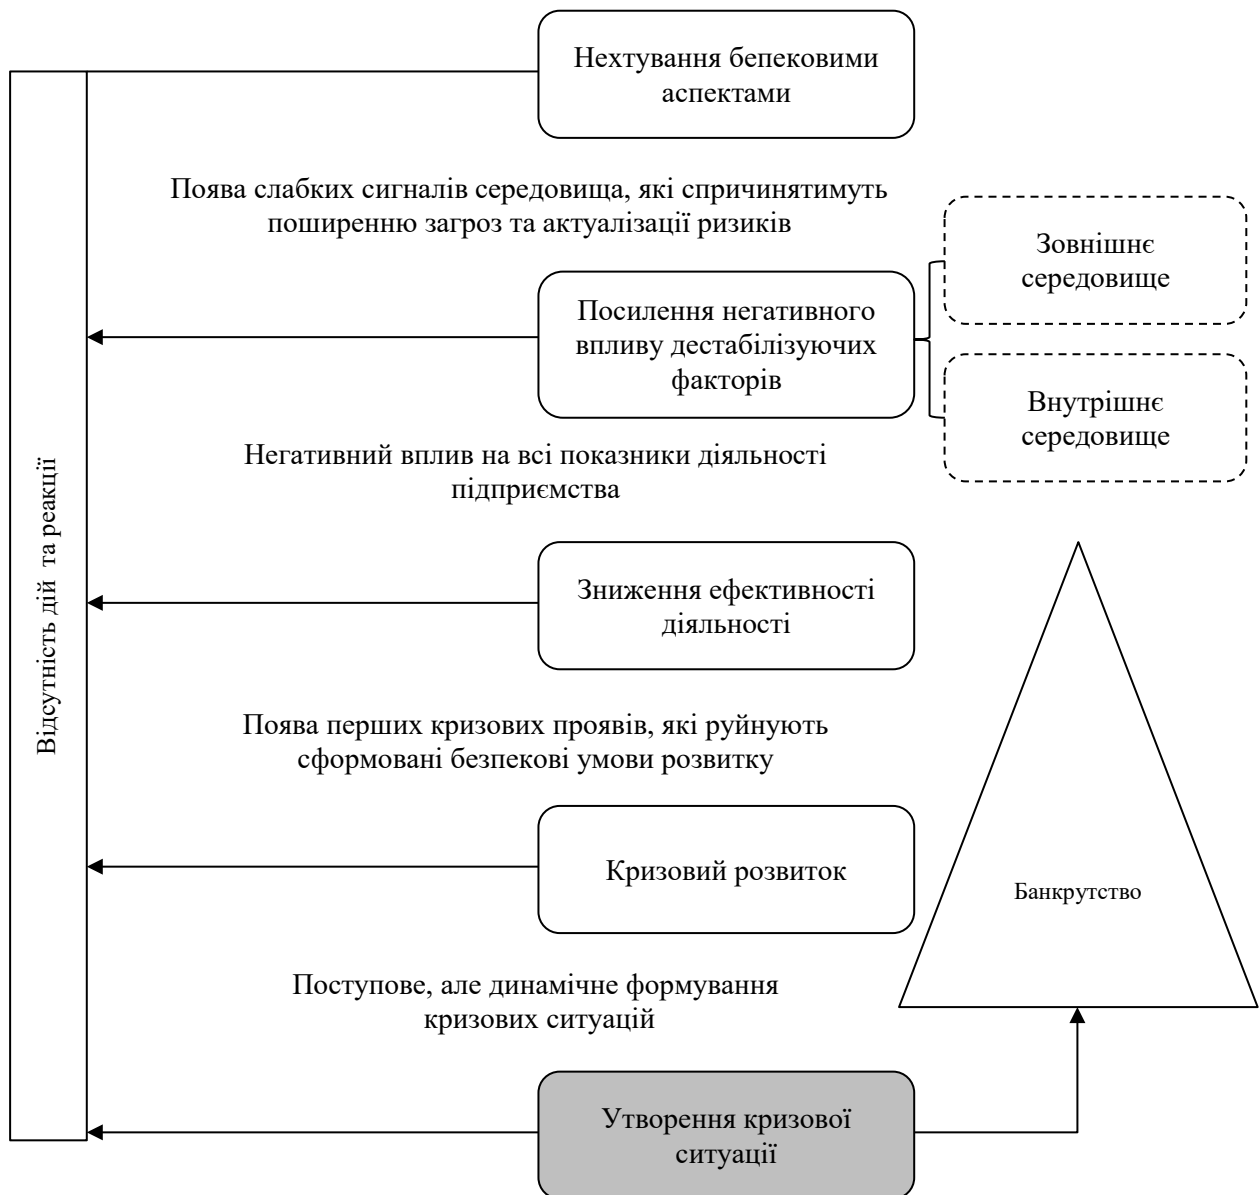 Нехтування бепековими
аспектами
Поява слабких сигналів середовища, які спричинятимуть
поширенню загроз та актуалізації ризиків
Зовнішнє
середовище
Посилення негативного
впливу дестабілізуючих
факторів
Внутрішнє
середовище
Негативний вплив на всі показники діяльності
підприємства
Відсутність дій та реакції
Зниження ефективності
діяльності
Поява перших кризових проявів, які руйнують
сформовані безпекові умови розвитку
Кризовий розвиток
Банкрутство
Поступове, але динамічне формування
кризових ситуацій
Утворення кризової
ситуації